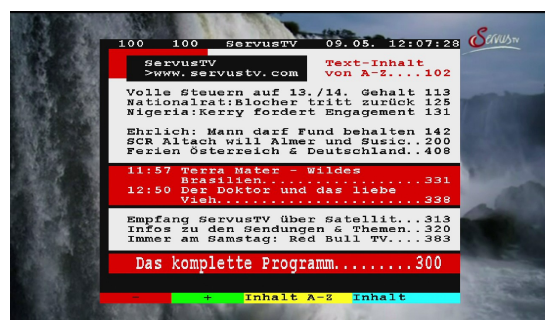 100 100 ServusTV 09.05. 12:07:28
ServusTV
ServusTV Text-Inhalt
>www.servustv.com von A-Z....102
Volle Steuern auf 13./14. Gehalt 113
Nationalrat:Blocher tritt zurück 125
Nigeria:Kerry fordert Engagement 131
Ehrlich: Mann darf Fund behalten 142
SCR Altach will Almer und Susic..200
Ferien Österreich & Deutschland..408
11:57 Terra Mater - Wildes
Brasilien.................331
12:50 Der Doktor und das liebe
Vieh......................338
Empfang ServusTV über Satellit...313
Infos zu den Sendungen & Themen..320
Immer am Samstag: Red Bull TV....383
Das komplette Programm.........300
- + Inhalt A-Z Inhalt